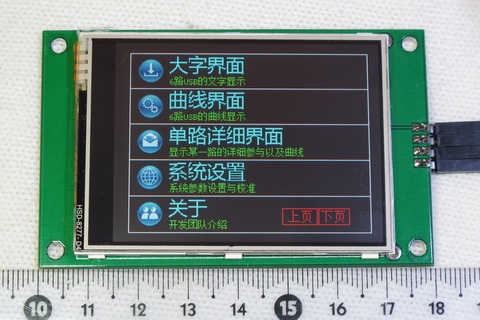 大字界面
6路USB的文字显示
曲线界面
6路USB的曲线显示
单路详细界面
显示某一路的详细参与以及曲线
系统设置
系统参数设置与校准
关于
开发团队介绍
上页 下页
HSD-8277- D4
10 11 12 13 14 15 16 17 18